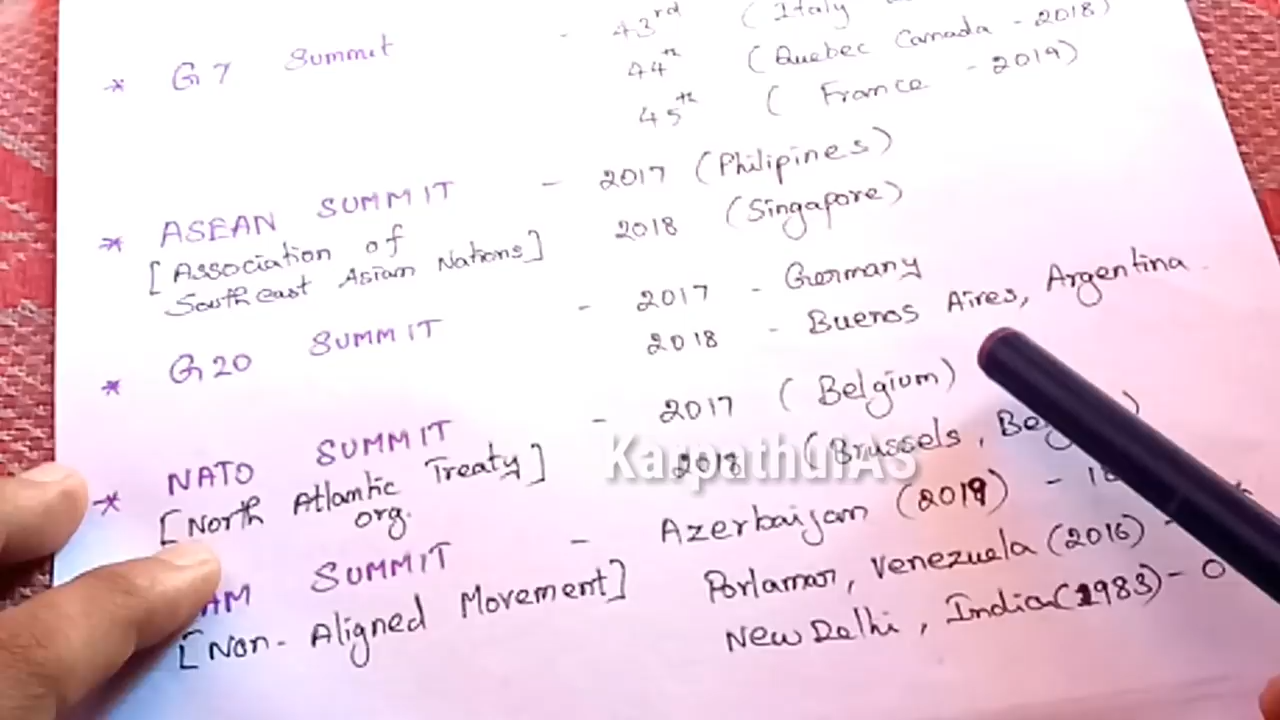 * G7 Summit - 43rd (Italy
44th (Quebec Canada - 2018)
45th ( France - 2019)
* ASEAN SUMMIT - 2017 (Philipines)
[Association of Southeast Asian Nations] 2018 (Singapore)
* G20 SUMMIT - 2017 - Germany
2018 - Buenos Aires, Argentina.
* NATO SUMMIT - 2017 (Belgium)
[North Atlantic Treaty org.] 2018 (Brussels,
AM SUMMIT - Azerbaijan (2019) -
[Non-Aligned Movement] Porlamar, Venezuela (2016) -
New Delhi, India (1983) -
KarpathuIAS